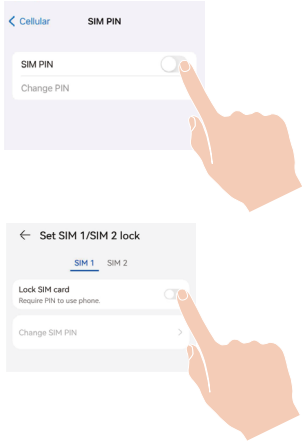 Cellular SIM PIN
SIM PIN
Change PIN
Set SIM 1/SIM 2 lock
SIM 1 SIM 2
Lock SIM card
Require PIN to use phone.
Change SIM PIN